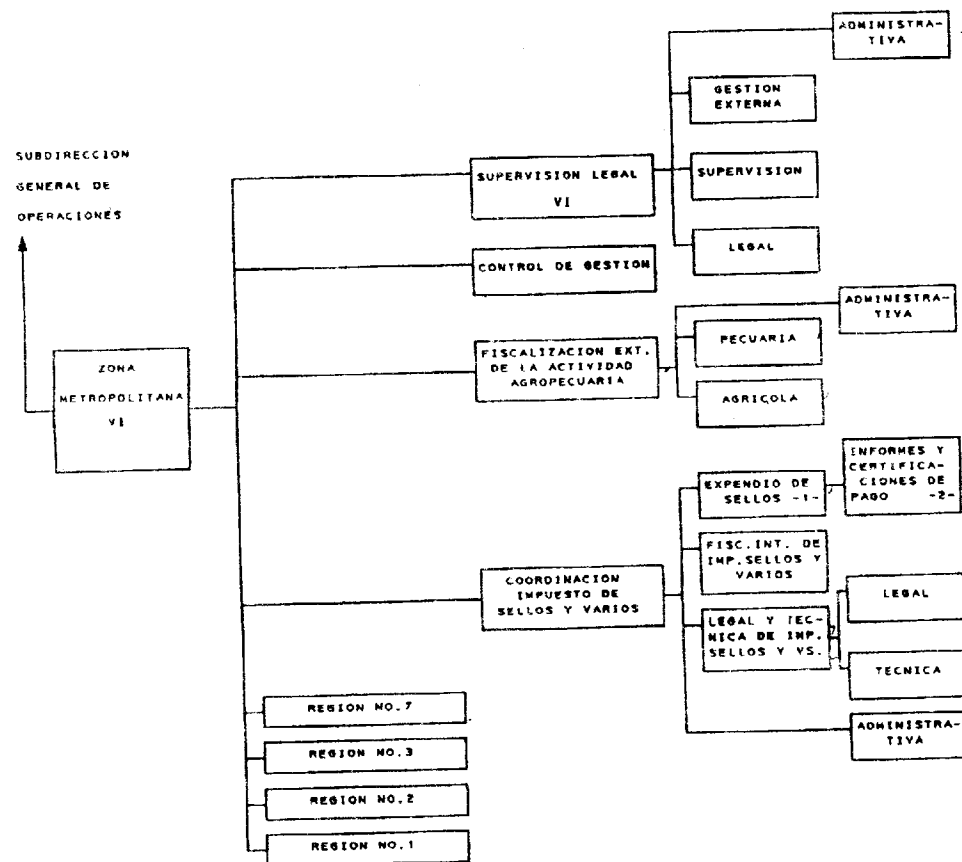 SUBDIRECCION
GENERAL DE
OPERACIONES
ZONA
METROPOLITANA
VI
SUPERVISION LEGAL
VI
ADMINISTRA-
TIVA
GESTION
EXTERNA
SUPERVISION
LEGAL
CONTROL DE GESTION
FISCALIZACION EXT.
DE LA ACTIVIDAD
AGROPECUARIA
ADMINISTRA-
TIVA
PECUARIA
AGRICOLA
COORDINACION
IMPUESTO DE
SELLOS Y VARIOS
EXPENDIO DE
SELLOS -1-
INFORMES Y
CERTIFICA-
CIONES DE
PAGO -2-
FISC.INT. DE
IMP.SELLOS Y
VARIOS
LEGAL Y TEC-
NICA DE IMP.
SELLOS Y VS.
LEGAL
TECNICA
ADMINISTRA-
TIVA
REGION NO.7
REGION NO.3
REGION NO.2
REGION NO.1